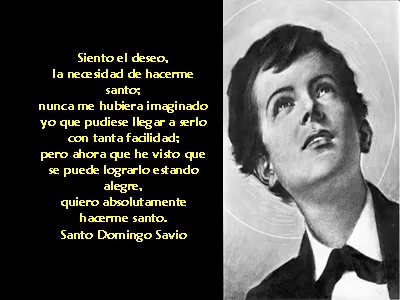 Siento el deseo,
la necesidad de hacerme
santo;
nunca me hubiera imaginado
yo que pudiese llegar a serlo
con tanta facilidad;
pero ahora que he visto que
se puede lograrlo estando
alegre,
quiero absolutamente
hacerme santo.
Santo Domingo Savio